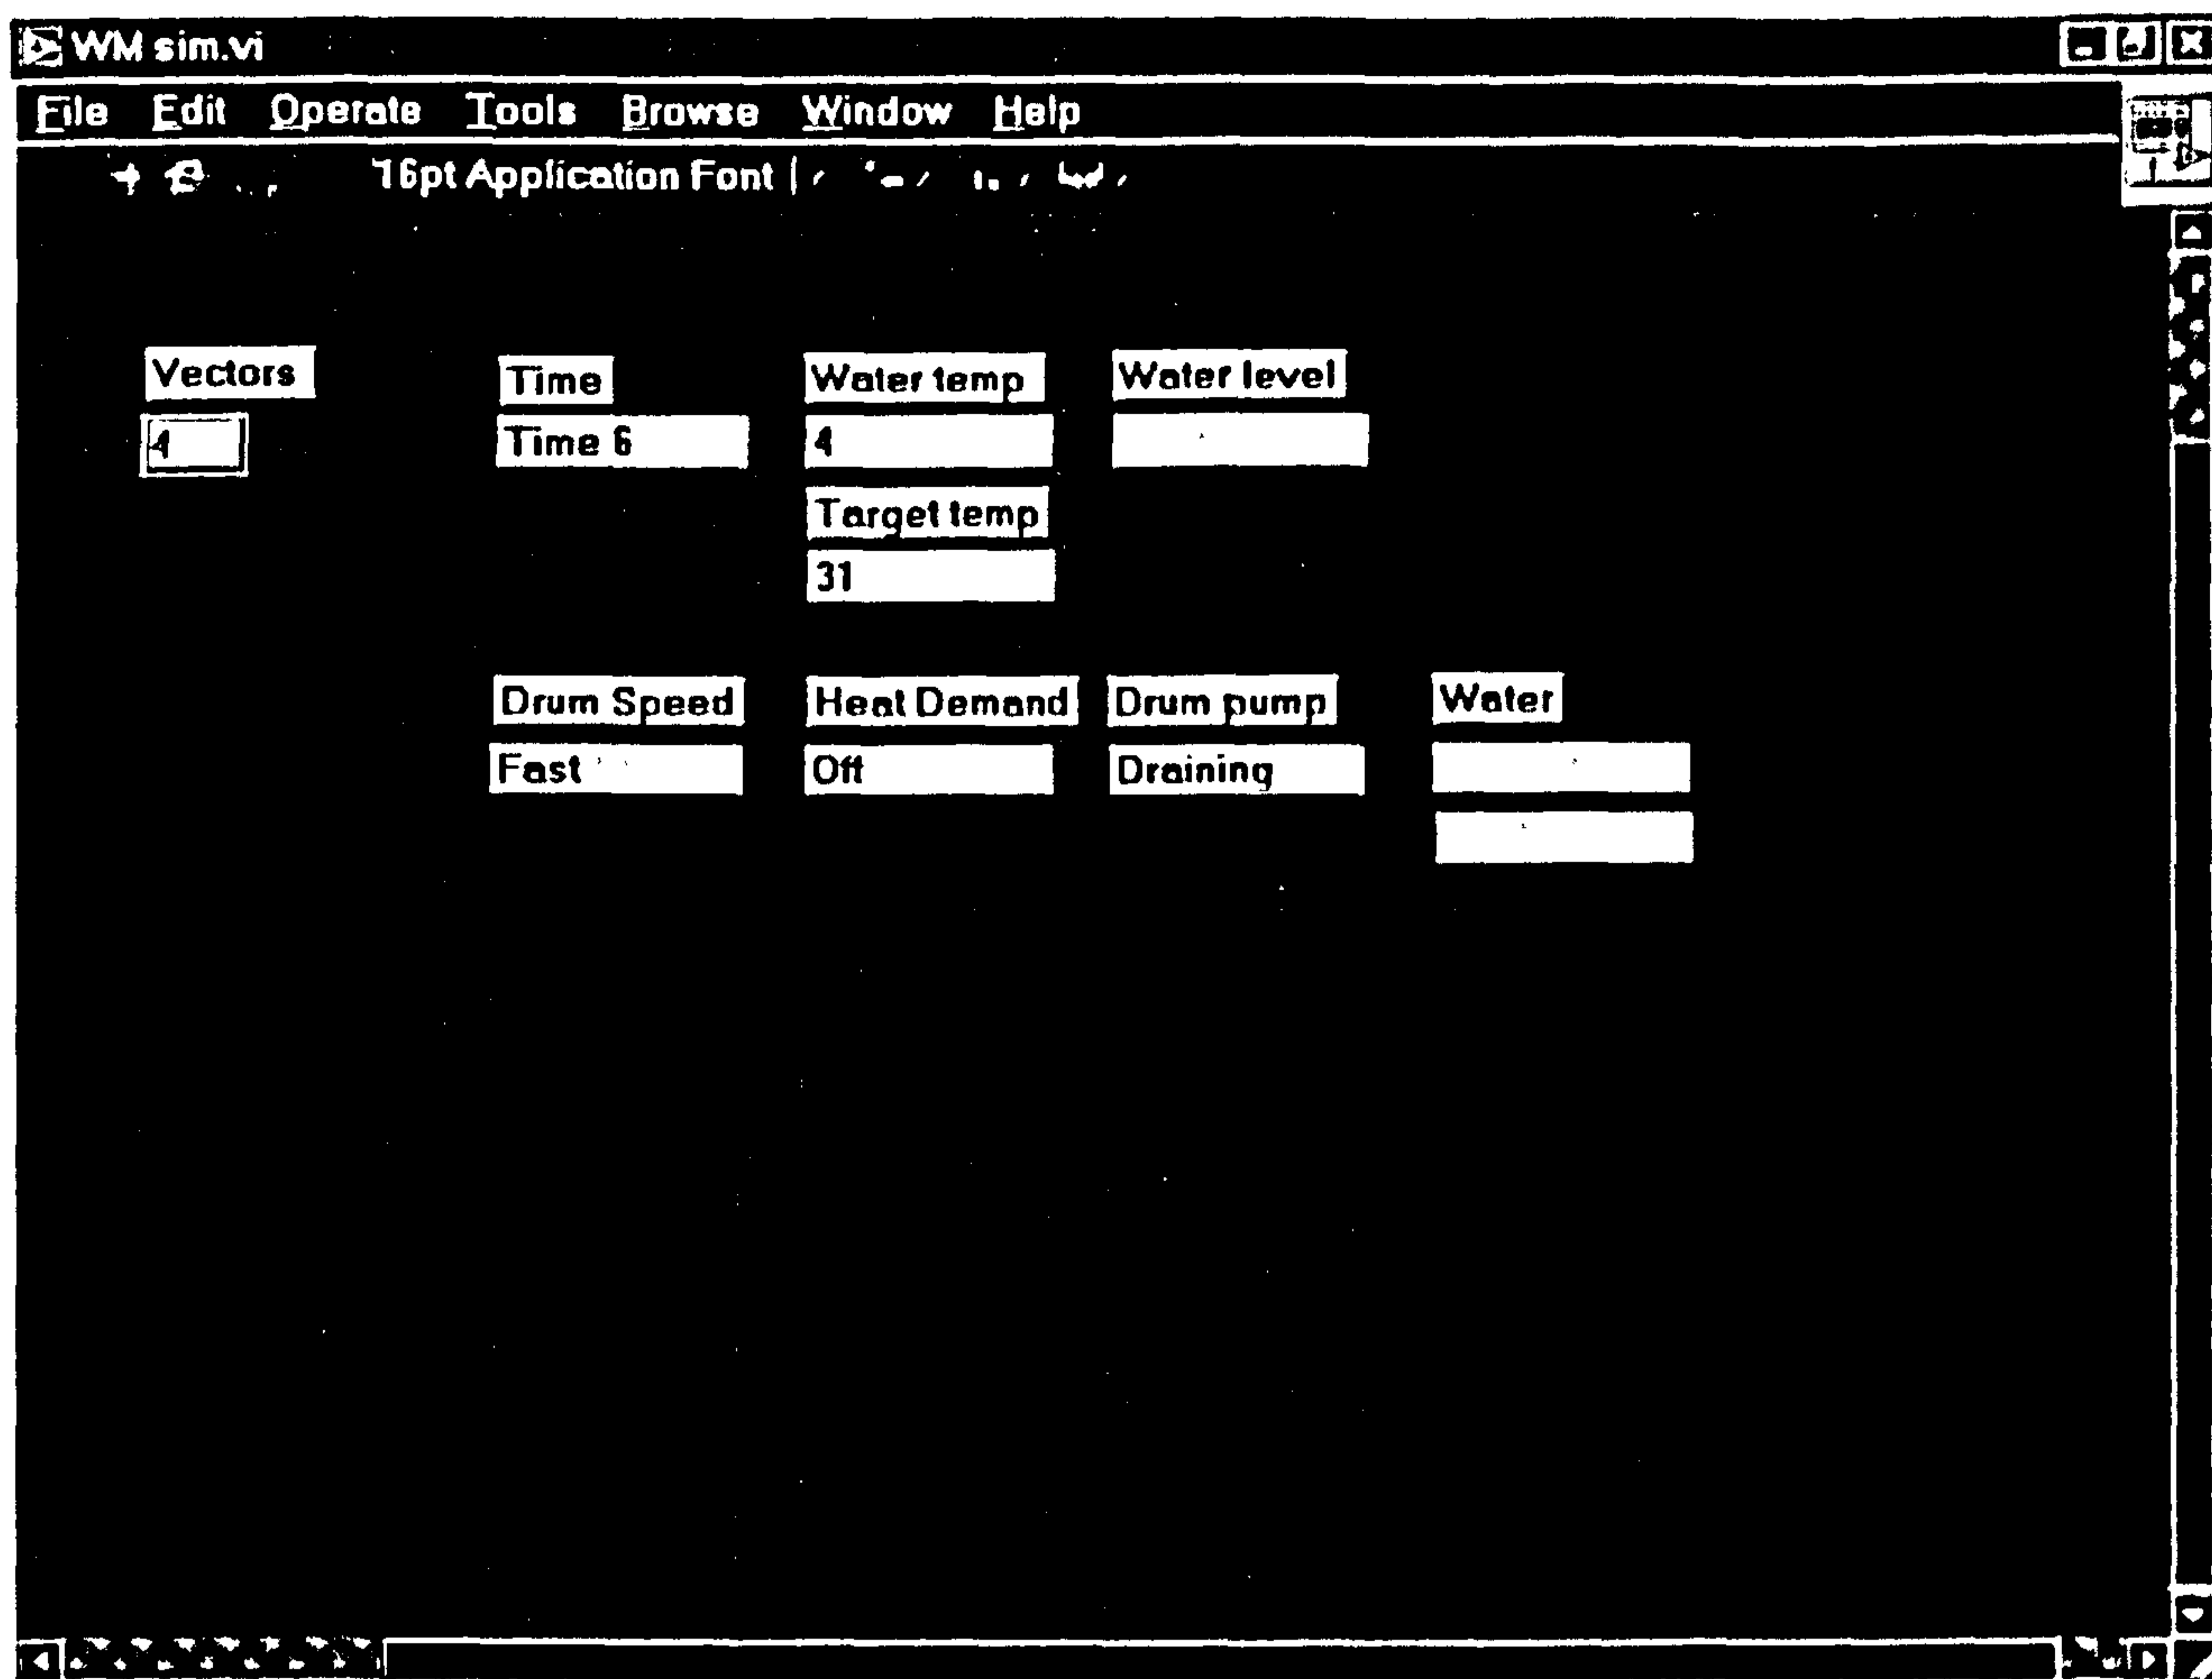 WM sim.vi
File Edit Operate Tools Browse Window Help
16pt Application Font
Vectors Time Water temp Water level
4 Time 6 4
Target temp
31
Drum Speed Heat Demand Drum pump Water
Fast Off Draining